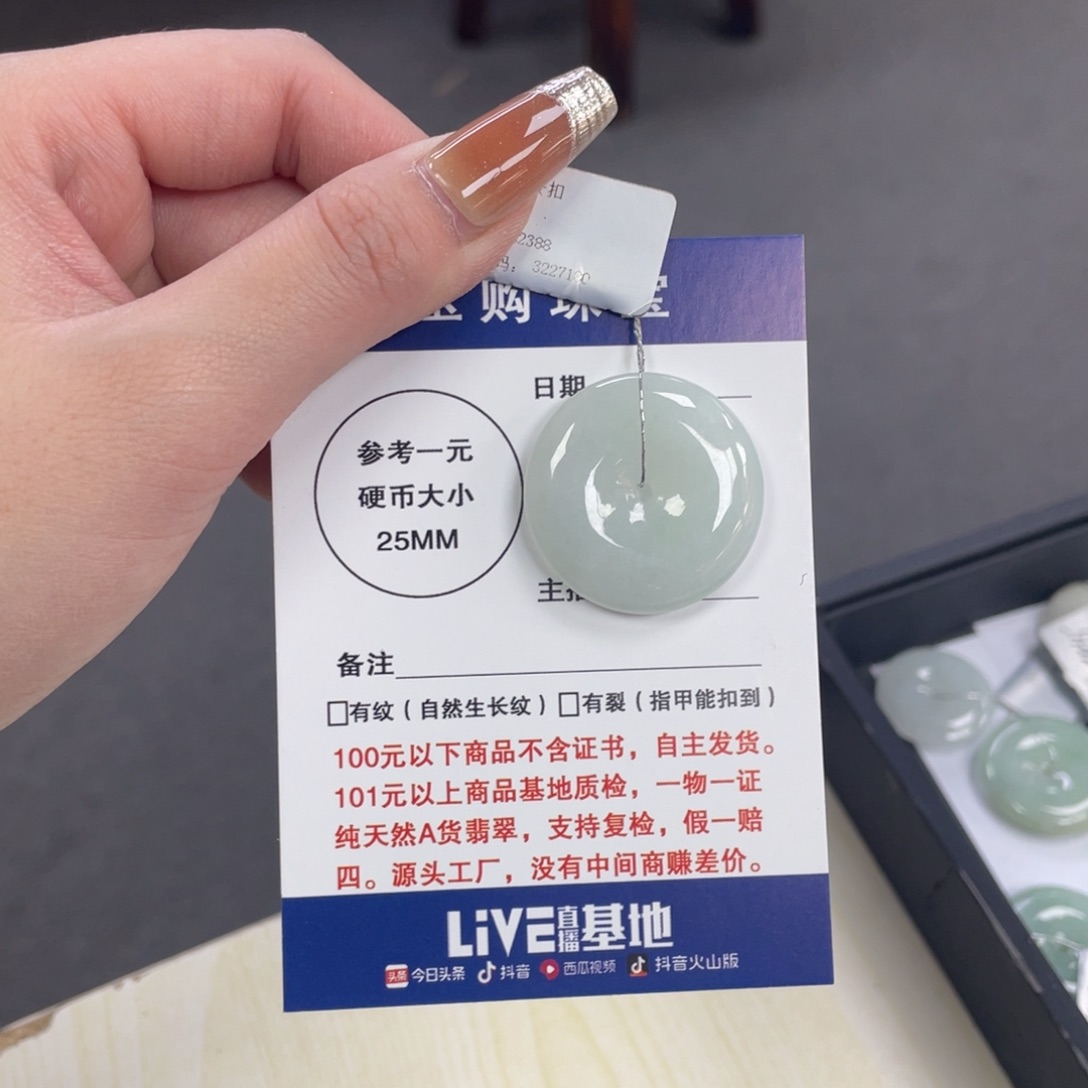 扣
2388
码: 322713
购珠宝
日期
参考一元
硬币大小
25MM
主播
备注
□有纹（自然生长纹）□有裂（指甲能扣到）
100元以下商品不含证书，自主发货。
101元以上商品基地质检，一物一证
纯天然A货翡翠，支持复检，假一赔
四。源头工厂，没有中间商赚差价。
LiVE直播基地
头条 今日头条 抖音 西瓜视频 抖音火山版